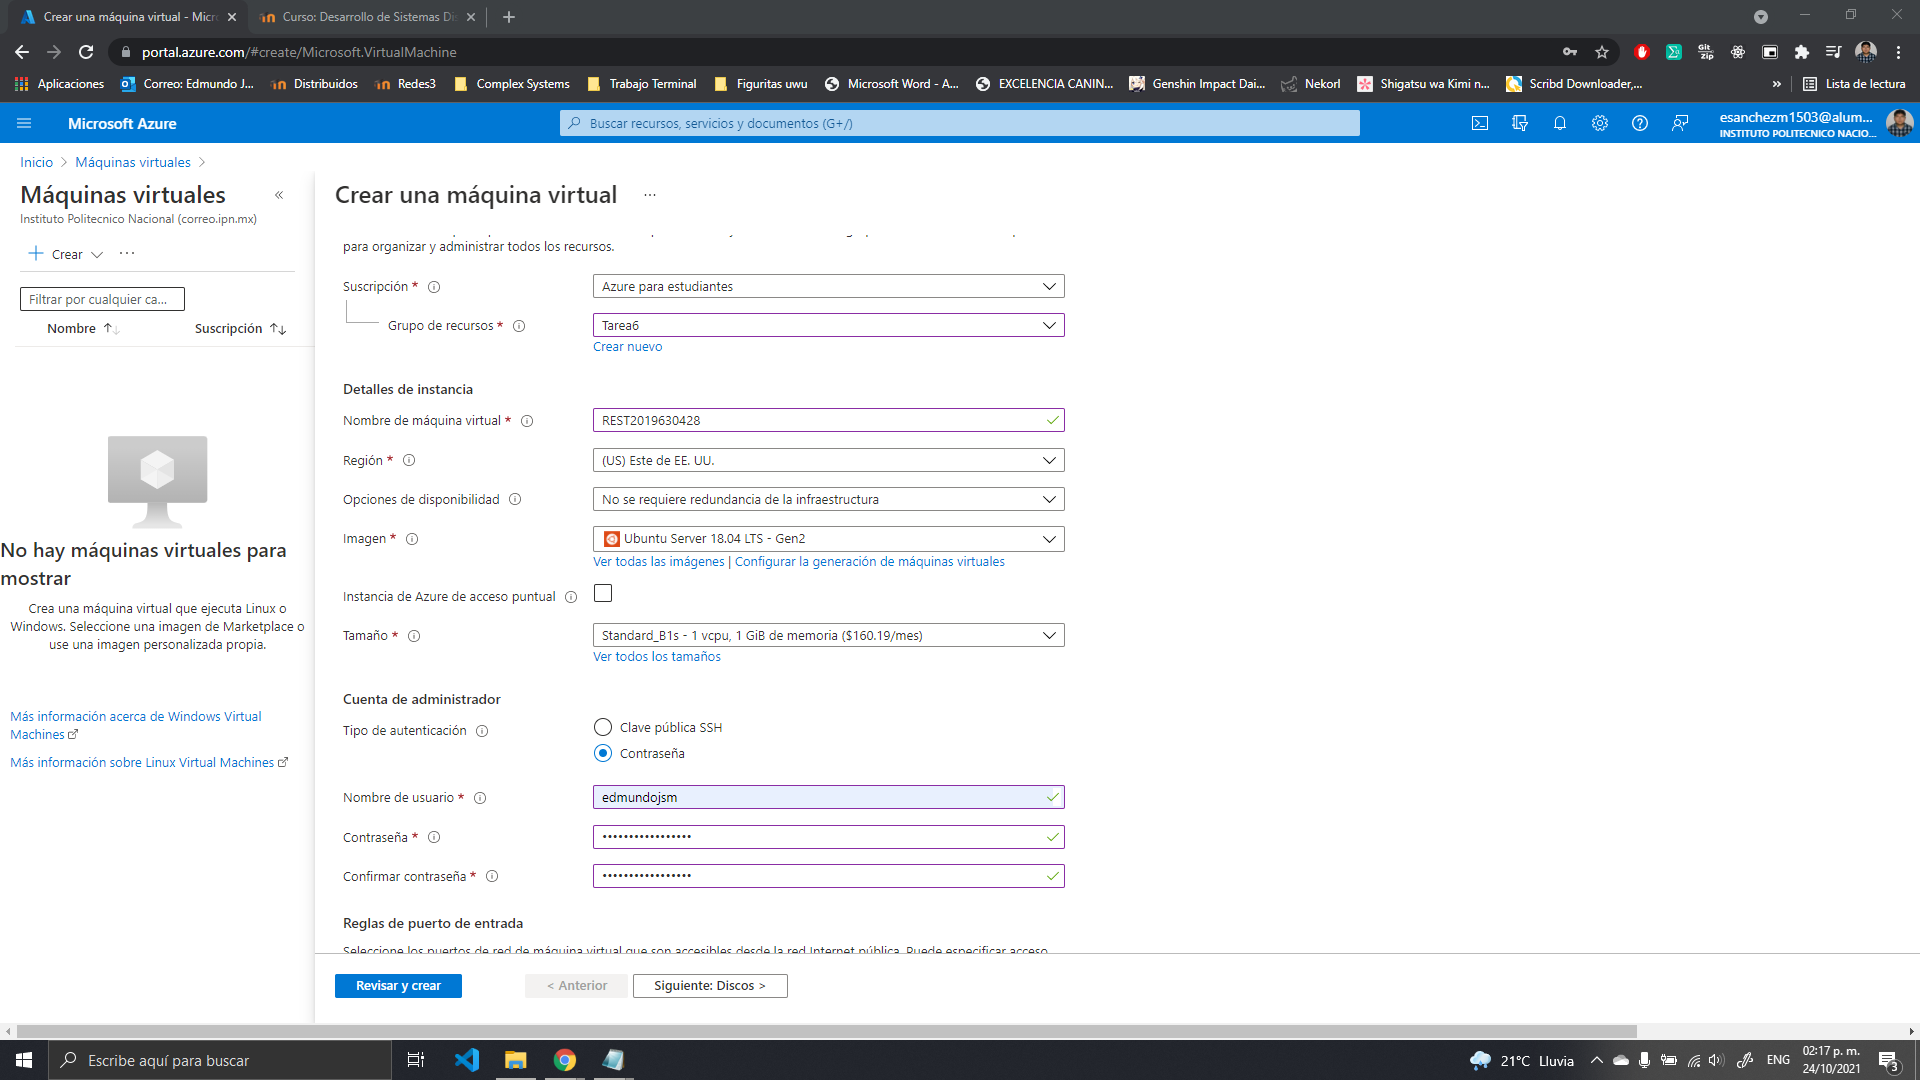 Crear una máquina virtual - Micr
Curso: Desarrollo de Sistemas Dis
portal.azure.com/#create/Microsoft.VirtualMachine
Aplicaciones
Correo: Edmundo J...
Distribuidos
Redes3
Complex Systems
Trabajo Terminal
Figuritas uwu
Microsoft Word - A...
EXCELENCIA CANIN...
Genshin Impact Dai...
Nekorl
Shigatsu wa Kimi n...
Scribd Downloader,...
»
Lista de lectura
Microsoft Azure
Buscar recursos, servicios y documentos (G+/)
esanchezm1503@alum...
INSTITUTO POLITECNICO NACIO...
Inicio > Máquinas virtuales >
Máquinas virtuales
«
Instituto Politecnico Nacional (correo.ipn.mx)
+ Crear
...
Filtrar por cualquier ca...
Nombre ↑↓
Suscripción ↑↓
No hay máquinas virtuales para
mostrar
Crea una máquina virtual que ejecuta Linux o
Windows. Seleccione una imagen de Marketplace o
use una imagen personalizada propia.
Más información acerca de Windows Virtual
Machines
Más información sobre Linux Virtual Machines
Crear una máquina virtual
...
para organizar y administrar todos los recursos.
Suscripción *
Azure para estudiantes
Grupo de recursos *
Tarea6
Crear nuevo
Detalles de instancia
Nombre de máquina virtual *
REST2019630428
Región *
(US) Este de EE. UU.
Opciones de disponibilidad
No se requiere redundancia de la infraestructura
Imagen *
Ubuntu Server 18.04 LTS - Gen2
Ver todas las imágenes | Configurar la generación de máquinas virtuales
Instancia de Azure de acceso puntual
Tamaño *
Standard_B1s - 1 vcpu, 1 GiB de memoria ($160.19/mes)
Ver todos los tamaños
Cuenta de administrador
Tipo de autenticación
Clave pública SSH
Contraseña
Nombre de usuario *
edmundojsm
Contraseña *
•••••••••••••••••
Confirmar contraseña *
•••••••••••••••••
Reglas de puerto de entrada
Seleccione los puertos de red de máquina virtual que son accesibles desde la red Internet pública. Puede especificar acceso
Revisar y crear
< Anterior
Siguiente: Discos >
Escribe aquí para buscar
21°C Lluvia
ENG
02:17 p. m.
24/10/2021
3